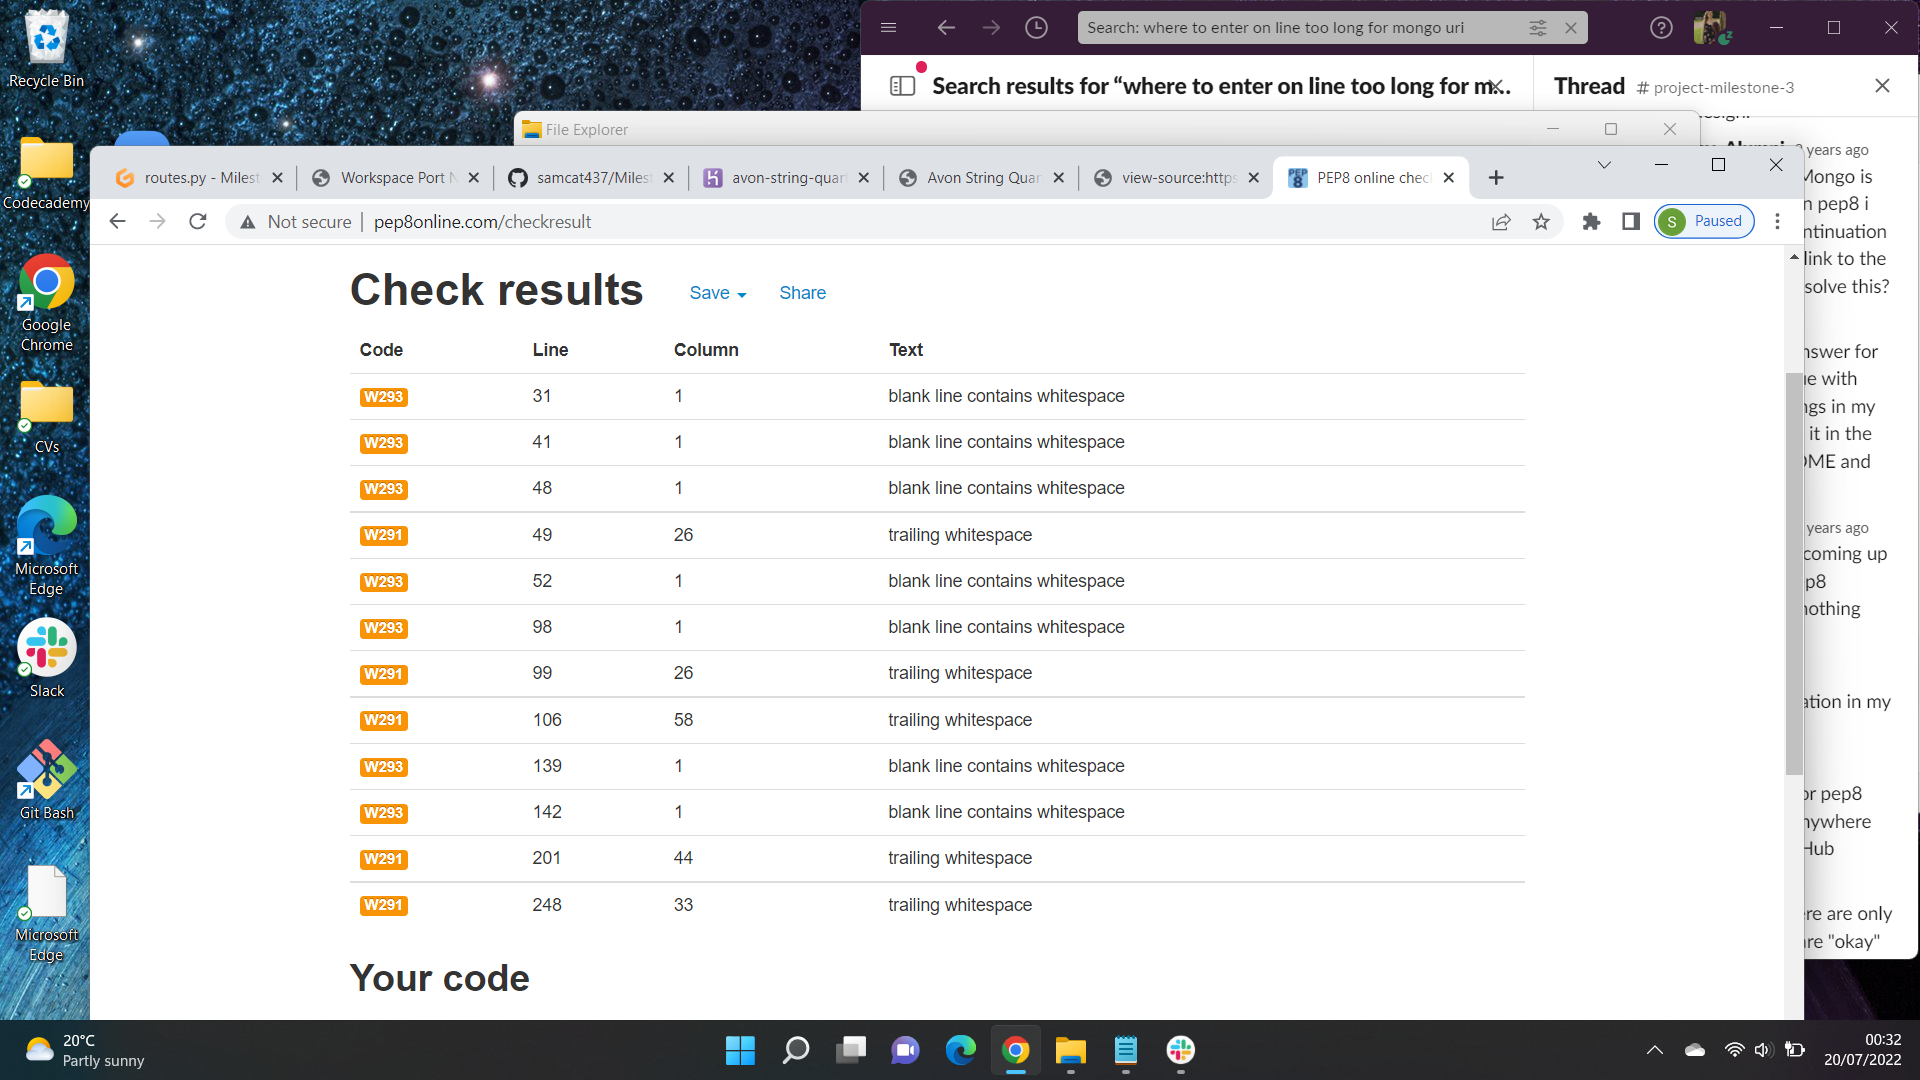 Recycle Bin
Codecademy
Google
Chrome
CVs
Microsoft
Edge
Slack
Git Bash
Microsoft
Edge
Search: where to enter on line too long for mongo uri
Search results for “where to enter on line too long for m...
Thread # project-milestone-3
File Explorer
routes.py - Milest
Workspace Port N
samcat437/Milest
avon-string-quart
Avon String Quar
view-source:https
PEP8 online chec
Not secure | pep8online.com/checkresult
S Paused
Check results
Save
Share
Code Line Column Text
W293 31 1 blank line contains whitespace
W293 41 1 blank line contains whitespace
W293 48 1 blank line contains whitespace
W291 49 26 trailing whitespace
W293 52 1 blank line contains whitespace
W293 98 1 blank line contains whitespace
W291 99 26 trailing whitespace
W291 106 58 trailing whitespace
W293 139 1 blank line contains whitespace
W293 142 1 blank line contains whitespace
W291 201 44 trailing whitespace
W291 248 33 trailing whitespace
Your code
years ago
Mongo is
n pep8 i
ntinuation
link to the
solve this?
nswer for
e with
ngs in my
it in the
OME and
years ago
coming up
p8
nothing
ation in my
or pep8
nywhere
Hub
re are only
are "okay"
20°C
Partly sunny
00:32
20/07/2022